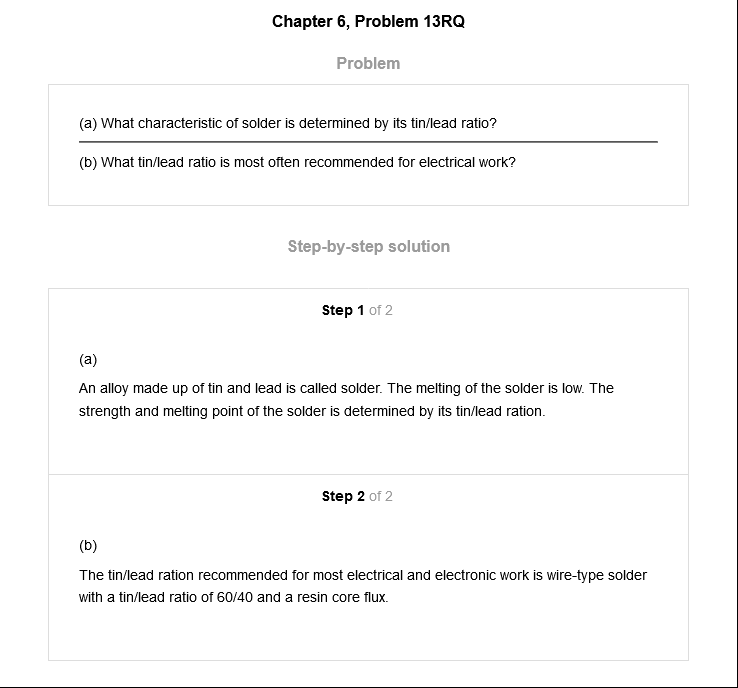 Chapter 6, Problem 13RQ
Problem
(a) What characteristic of solder is determined by its tin/lead ratio?
(b) What tin/lead ratio is most often recommended for electrical work?
Step-by-step solution
Step 1 of 2
(a)
An alloy made up of tin and lead is called solder. The melting of the solder is low. The
strength and melting point of the solder is determined by its tin/lead ration.
Step 2 of 2
(b)
The tin/lead ration recommended for most electrical and electronic work is wire-type solder
with a tin/lead ratio of 60/40 and a resin core flux.